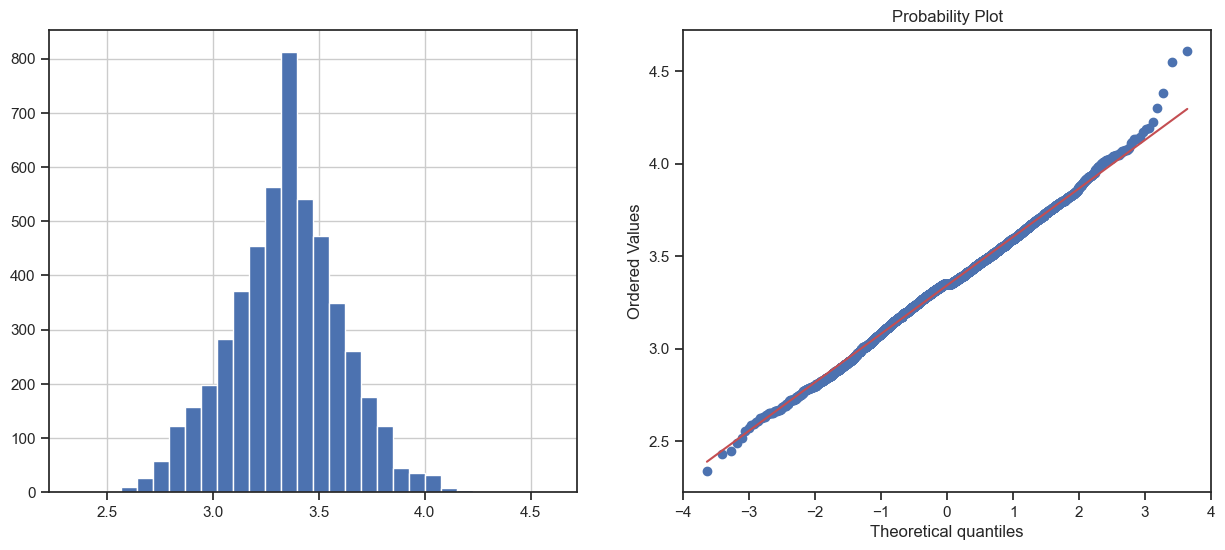 800
700
600
500
400
300
200
100
0
2.5 3.0 3.5 4.0 4.5
Probability Plot
Ordered Values
4.5
4.0
3.5
3.0
2.5
−4 −3 −2 −1 0 1 2 3 4
Theoretical quantiles